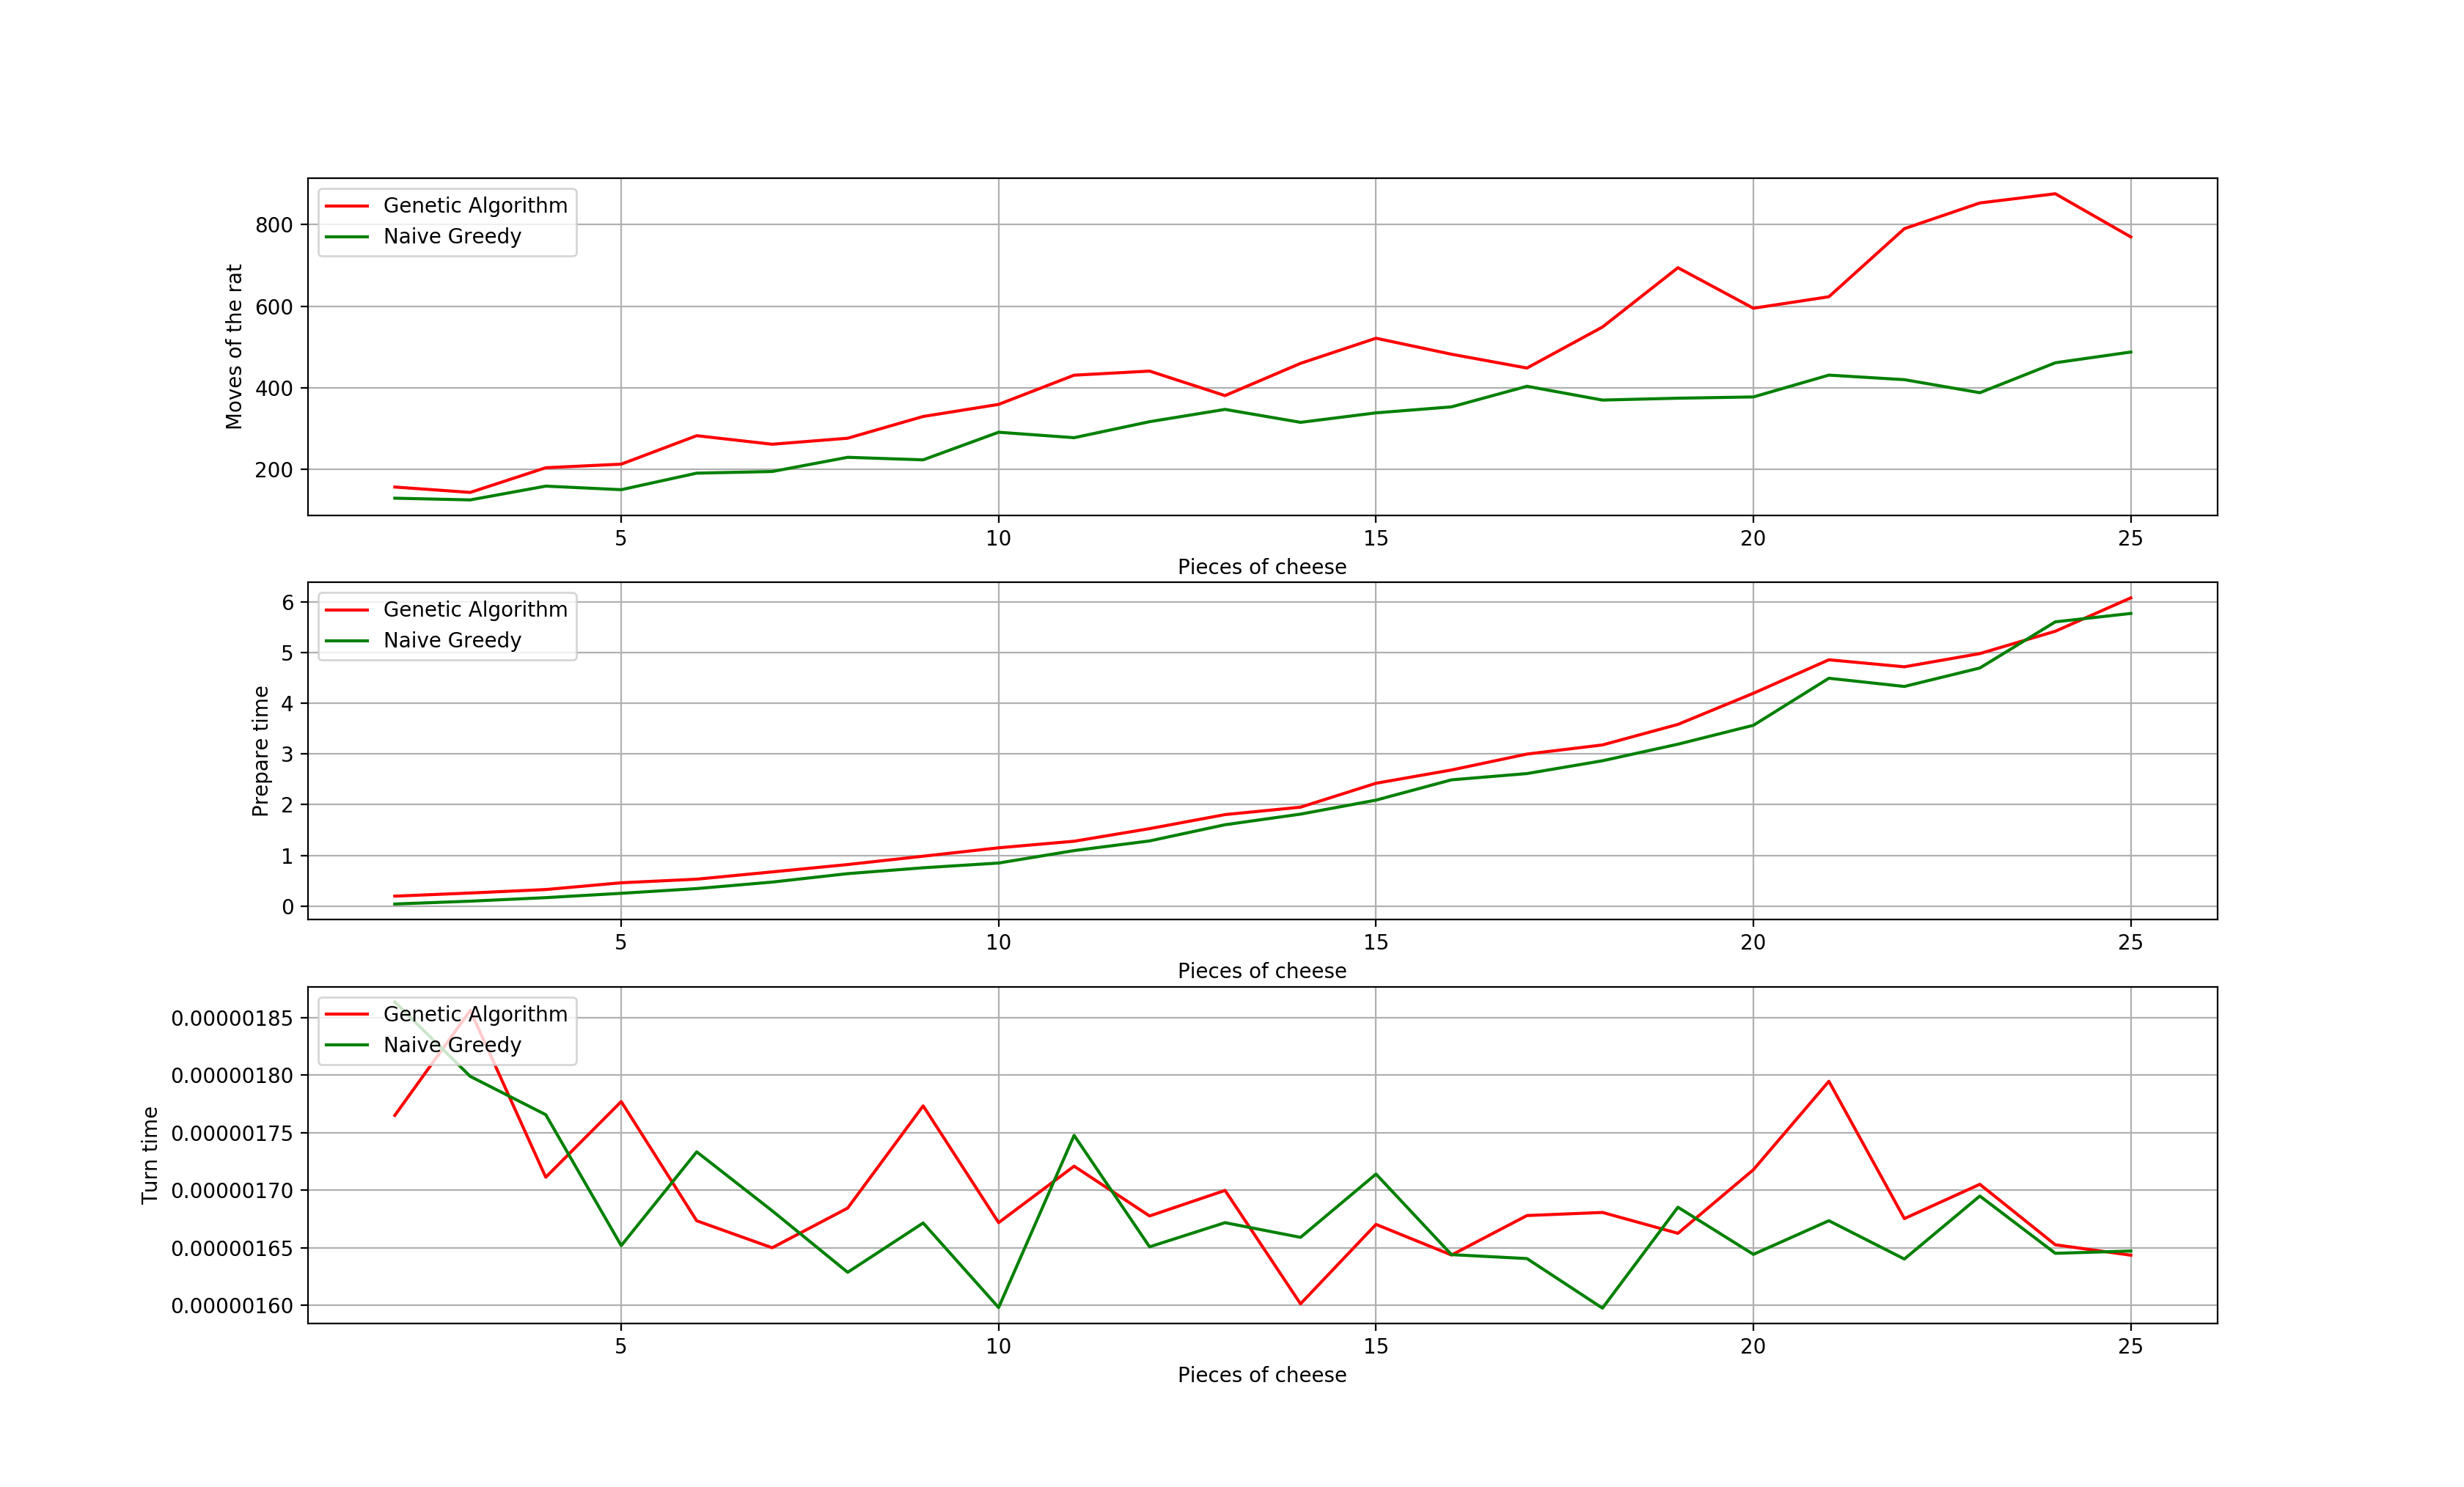 Genetic Algorithm
Naive Greedy
Moves of the rat
800
600
400
200
5 10 15 20 25
Pieces of cheese
Genetic Algorithm
Naive Greedy
Prepare time
6
5
4
3
2
1
0
5 10 15 20 25
Pieces of cheese
Genetic Algorithm
Naive Greedy
Turn time
0.00000185
0.00000180
0.00000175
0.00000170
0.00000165
0.00000160
5 10 15 20 25
Pieces of cheese